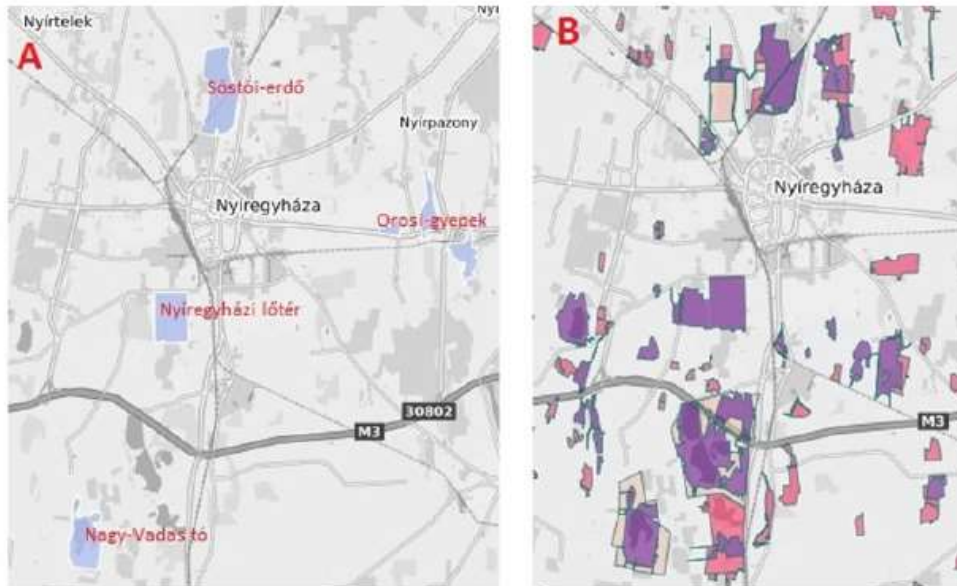 Nyírtelek
A
Sóstói-erdő
Nyírpazony
Nyíregyháza
Orosi-gyepek
Nyíregyházi lőtér
30802
M3
Nagy-Vadas tó
B
Nyíregyháza
M3